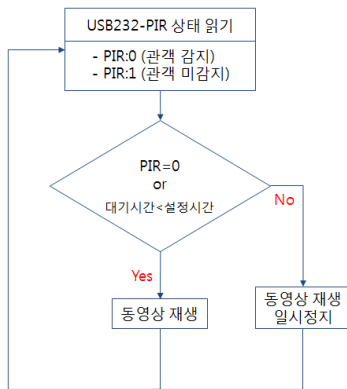 USB232-PIR 상태 읽기
- PIR:0 (관객 감지)
- PIR:1 (관객 미감지)
PIR=0
or
대기시간<설정시간
No
Yes
동영상 재생
동영상 재생
일시정지